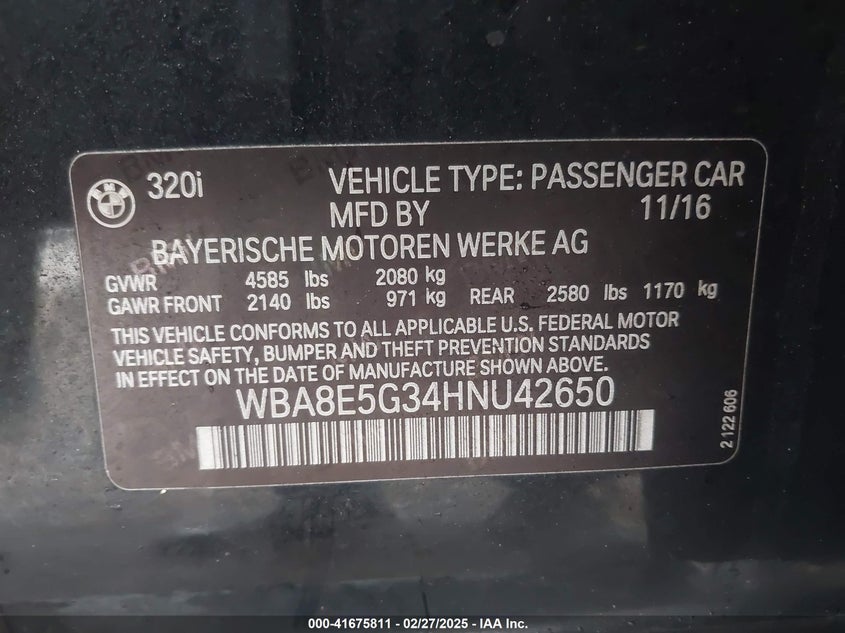 BMW
320i VEHICLE TYPE: PASSENGER CAR
MFD BY 11/16
BAYERISCHE MOTOREN WERKE AG
GVWR 4585 lbs 2080 kg
GAWR FRONT 2140 lbs 971 kg REAR 2580 lbs 1170 kg
THIS VEHICLE CONFORMS TO ALL APPLICABLE U.S. FEDERAL MOTOR
VEHICLE SAFETY, BUMPER AND THEFT PREVENTION STANDARDS
IN EFFECT ON THE DATE OF MANUFACTURE SHOWN ABOVE.
WBA8E5G34HNU42650
2 122 606
000-41675811 - 02/27/2025 - IAA Inc.